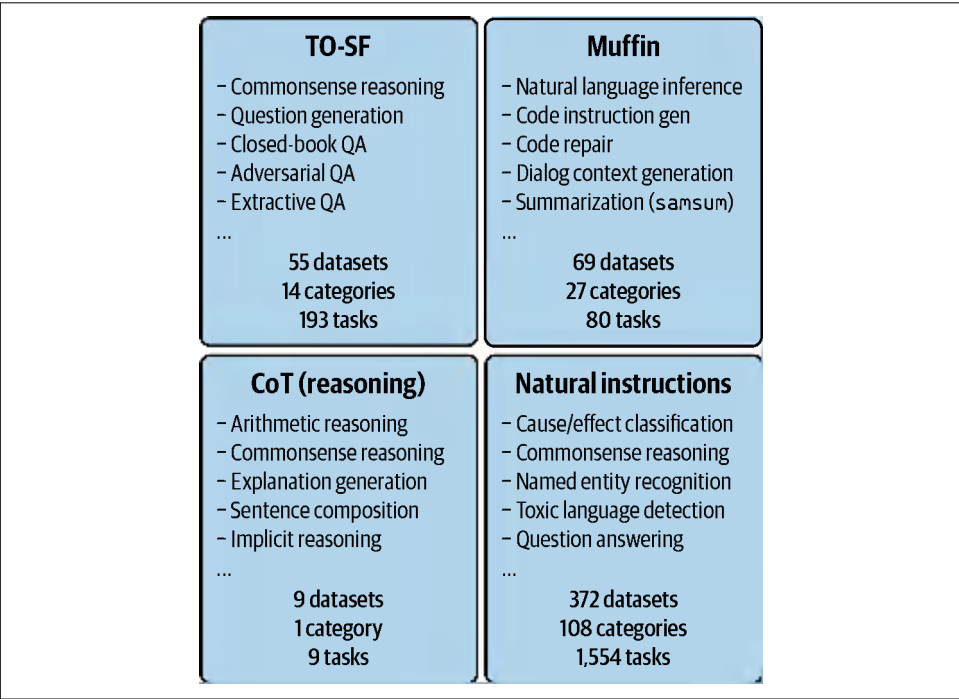 TO-SF
– Commonsense reasoning
– Question generation
– Closed-book QA
– Adversarial QA
– Extractive QA
...
55 datasets
14 categories
193 tasks
Muffin
– Natural language inference
– Code instruction gen
– Code repair
– Dialog context generation
– Summarization (samsum)
...
69 datasets
27 categories
80 tasks
CoT (reasoning)
– Arithmetic reasoning
– Commonsense reasoning
– Explanation generation
– Sentence composition
– Implicit reasoning
...
9 datasets
1 category
9 tasks
Natural instructions
– Cause/effect classification
– Commonsense reasoning
– Named entity recognition
– Toxic language detection
– Question answering
...
372 datasets
108 categories
1,554 tasks